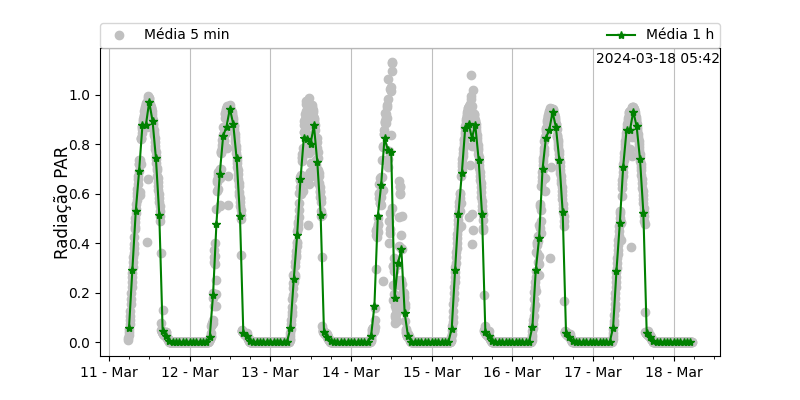 Média 5 min
Média 1 h
2024-03-18 05:42
Radiação PAR
1.0
0.8
0.6
0.4
0.2
0.0
11 - Mar
12 - Mar
13 - Mar
14 - Mar
15 - Mar
16 - Mar
17 - Mar
18 - Mar